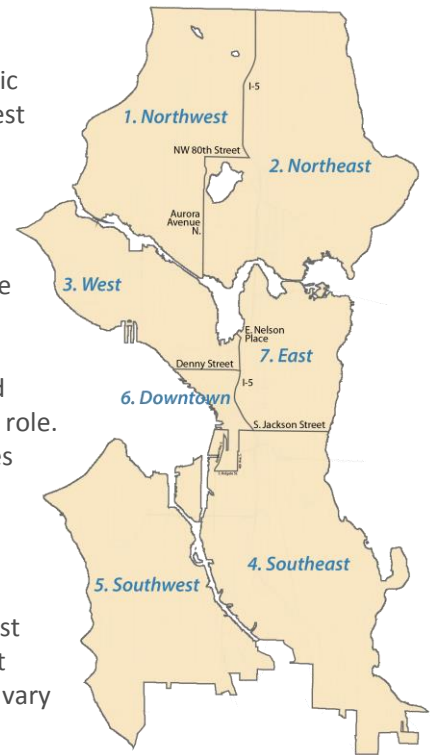 ic
est
e
d
role.
es
st
t
vary
I-5
1. Northwest
NW 80th Street
2. Northeast
Aurora
Avenue
N.
3. West
E. Nelson
Place
7. East
Denny Street
I-5
6. Downtown
S. Jackson Street
4. Southeast
5. Southwest